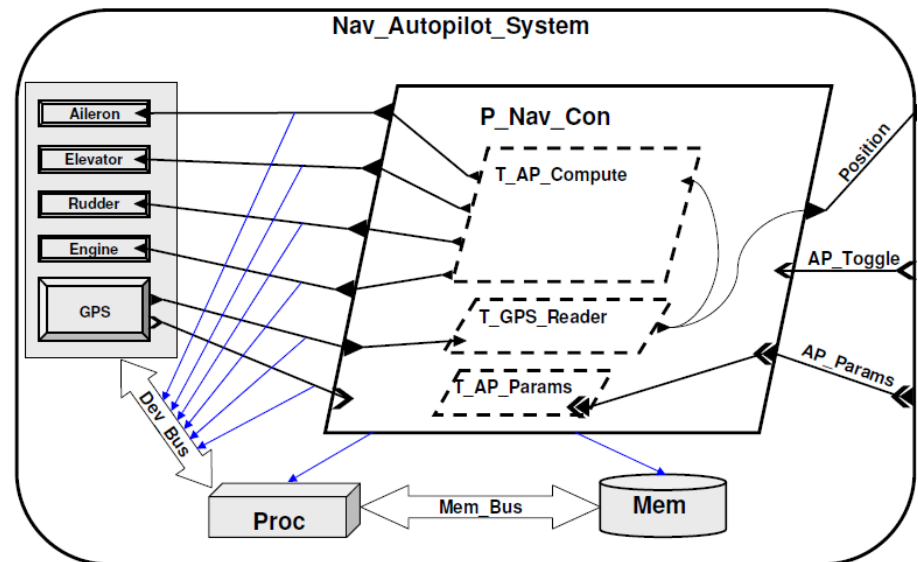 Nav_Autopilot_System
Aileron
Elevator
Rudder
Engine
GPS
P_Nav_Con
T_AP_Compute
T_GPS_Reader
T_AP_Params
Position
AP_Toggle
AP_Params
Dev_Bus
Proc
Mem_Bus
Mem